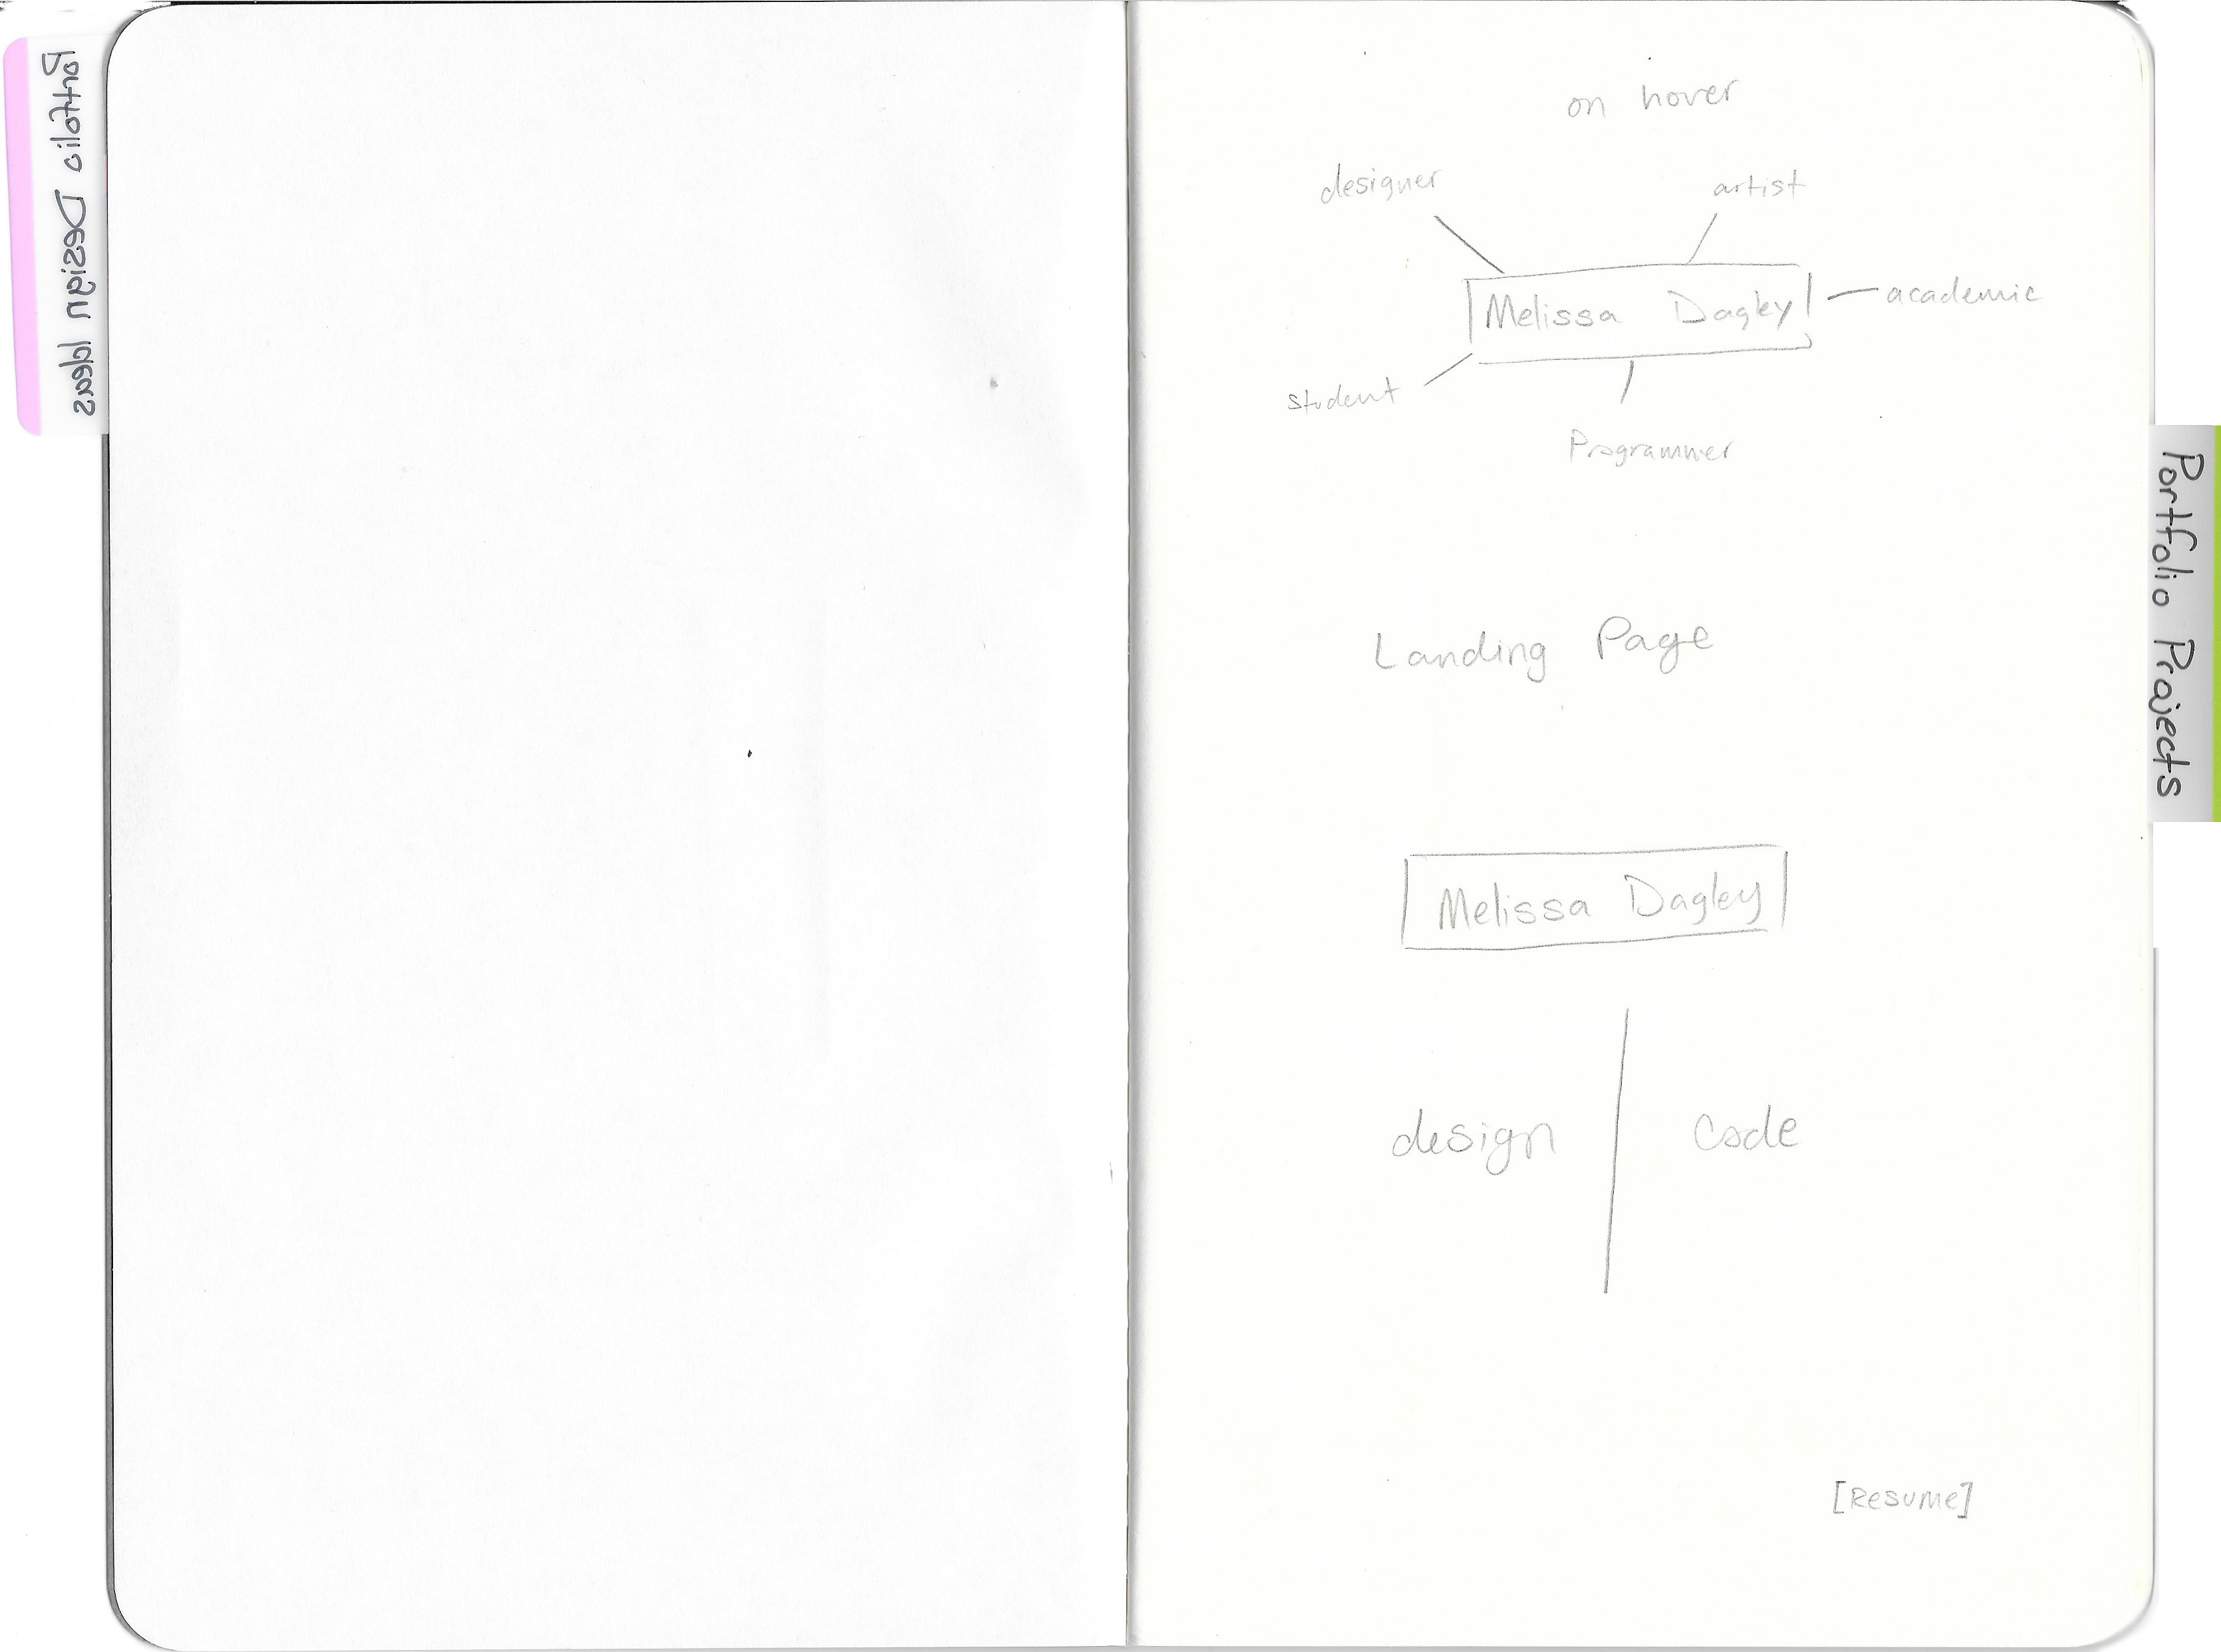 Portfolio Design Ideas
on hover
designer
artist
Melissa Dagley
academic
student
Programmer
Landing Page
Melissa Dagley
design
code
[Resume]
Portfolio Projects